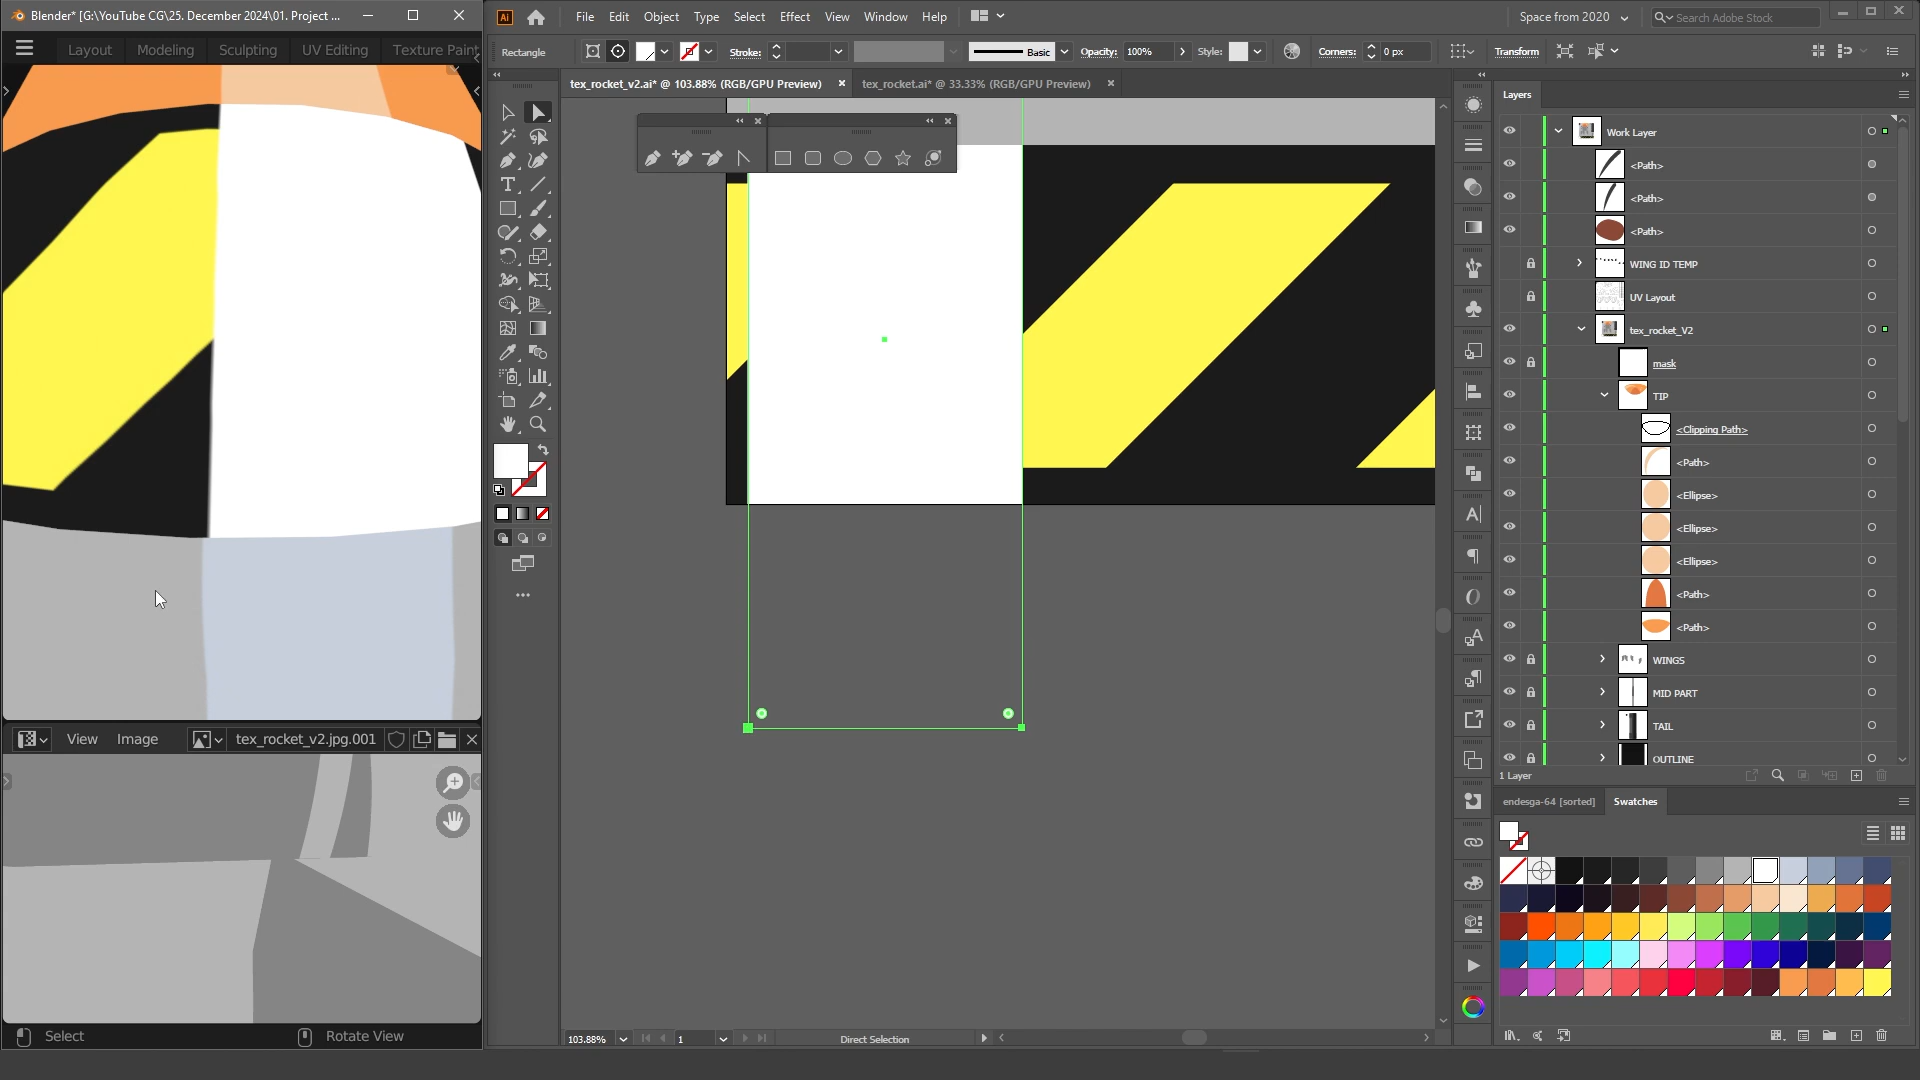 Blender* [G:\YouTube CG\25. December 2024\01. Project ...
Layout Modeling Sculpting UV Editing Texture Paint
View Image tex_rocket_v2.jpg.001
Select Rotate View
Ai File Edit Object Type Select Effect View Window Help
Space from 2020 Search Adobe Stock
Rectangle Stroke: Basic Opacity: 100% Style: Corners: 0 px Transform
tex_rocket_v2.ai* @ 103.88% (RGB/GPU Preview)
tex_rocket.ai* @ 33.33% (RGB/GPU Preview)
103.88% 1 Direct Selection
Layers
Work Layer
<Path>
<Path>
<Path>
WING ID TEMP
UV Layout
tex_rocket_V2
mask
TIP
<Clipping Path>
<Path>
<Ellipse>
<Ellipse>
<Ellipse>
<Path>
<Path>
WINGS
MID PART
TAIL
OUTLINE
1 Layer
endesga-64 [sorted] Swatches